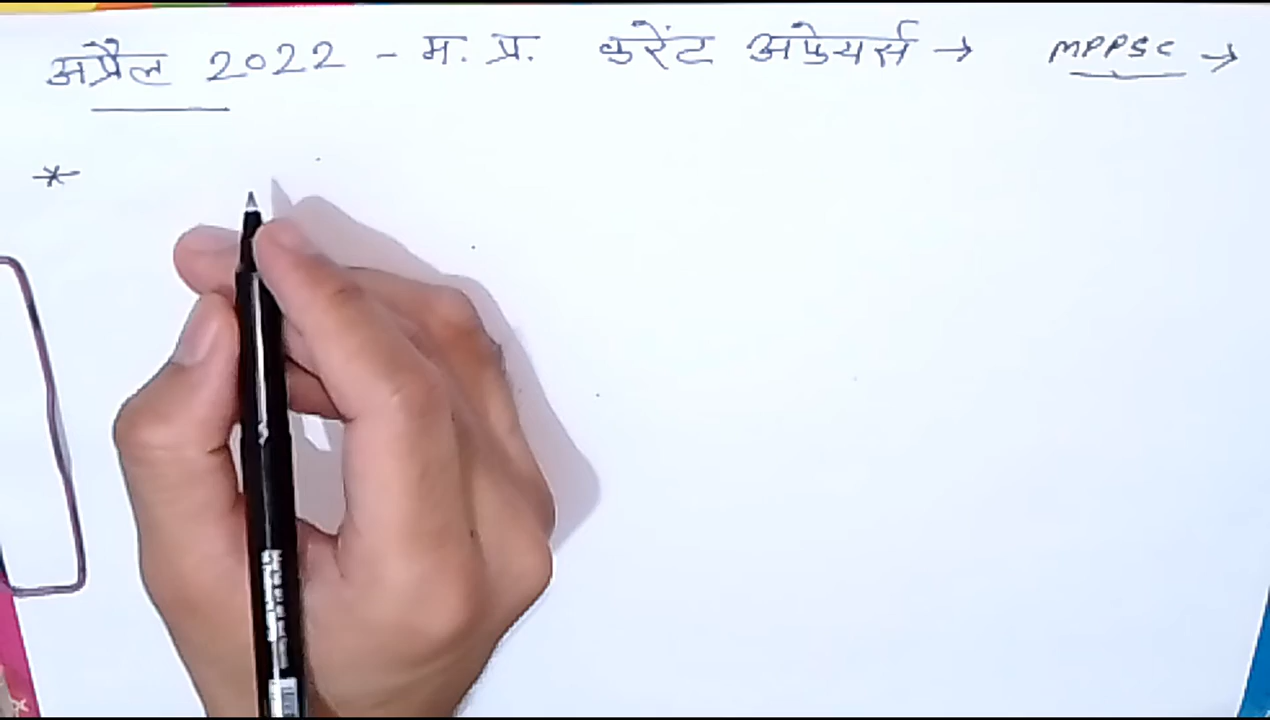 अप्रैल 2022 - म. प्र. करेंट अफेयर्स → MPPSC →
*